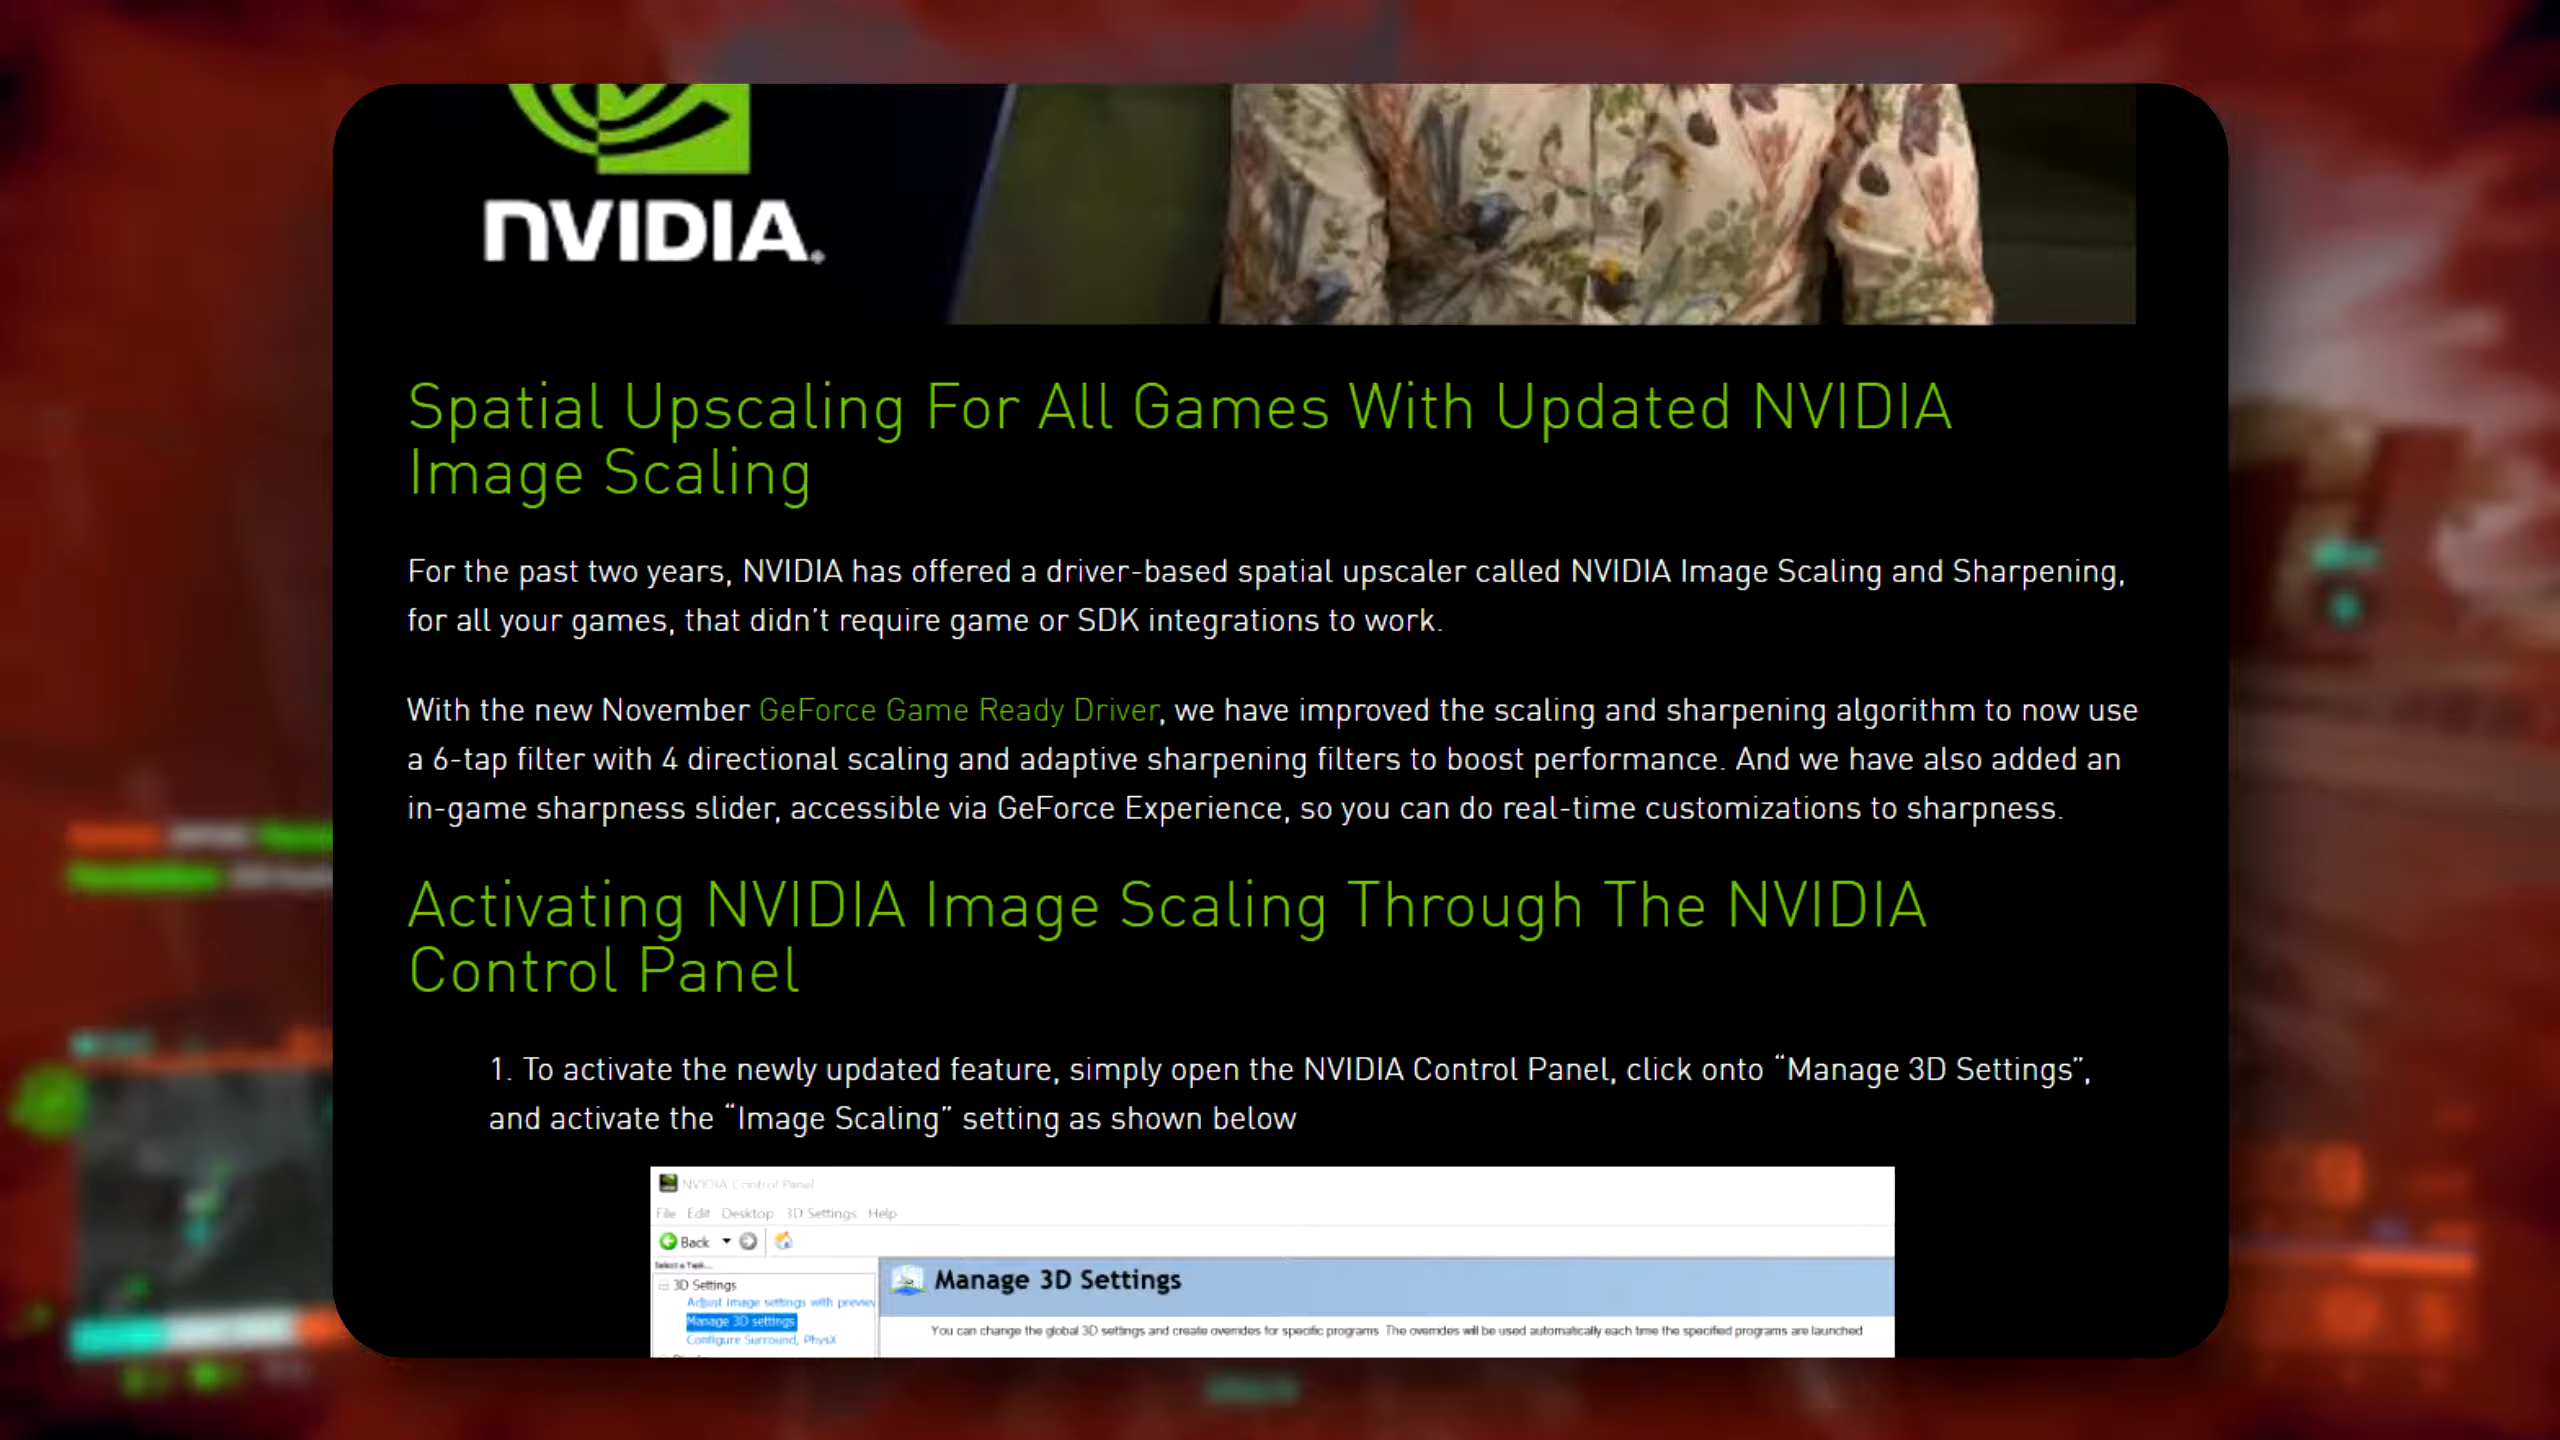 NVIDIA.
Spatial Upscaling For All Games With Updated NVIDIA
Image Scaling
For the past two years, NVIDIA has offered a driver-based spatial upscaler called NVIDIA Image Scaling and Sharpening,
for all your games, that didn’t require game or SDK integrations to work.
With the new November GeForce Game Ready Driver, we have improved the scaling and sharpening algorithm to now use
a 6-tap filter with 4 directional scaling and adaptive sharpening filters to boost performance. And we have also added an
in-game sharpness slider, accessible via GeForce Experience, so you can do real-time customizations to sharpness.
Activating NVIDIA Image Scaling Through The NVIDIA
Control Panel
1. To activate the newly updated feature, simply open the NVIDIA Control Panel, click onto “Manage 3D Settings”,
and activate the “Image Scaling” setting as shown below
NVIDIA Control Panel
File Edit Desktop 3D Settings Help
Back
Select a Task...
3D Settings
Adjust image settings with preview
Manage 3D settings
Configure Surround, PhysX
Manage 3D Settings
You can change the global 3D settings and create overrides for specific programs. The overrides will be used automatically each time the specified programs are launched